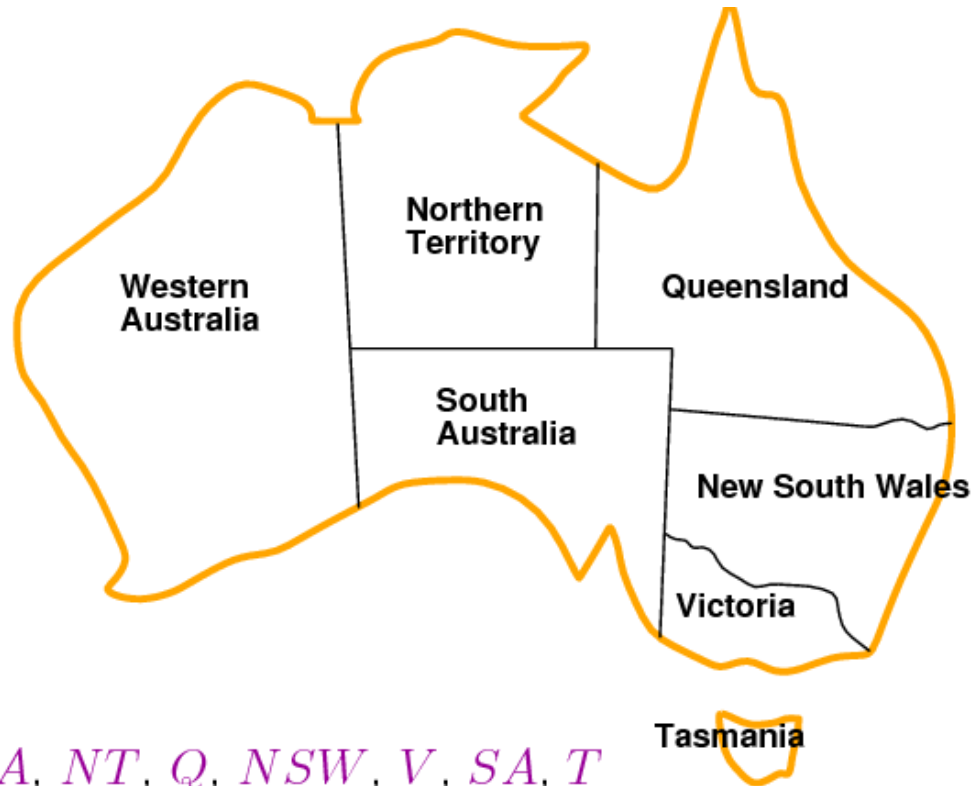 Northern
Territory
Western
Australia
Queensland
South
Australia
New South Wales
Victoria
Tasmania
A, NT, Q, NSW, V, SA, T